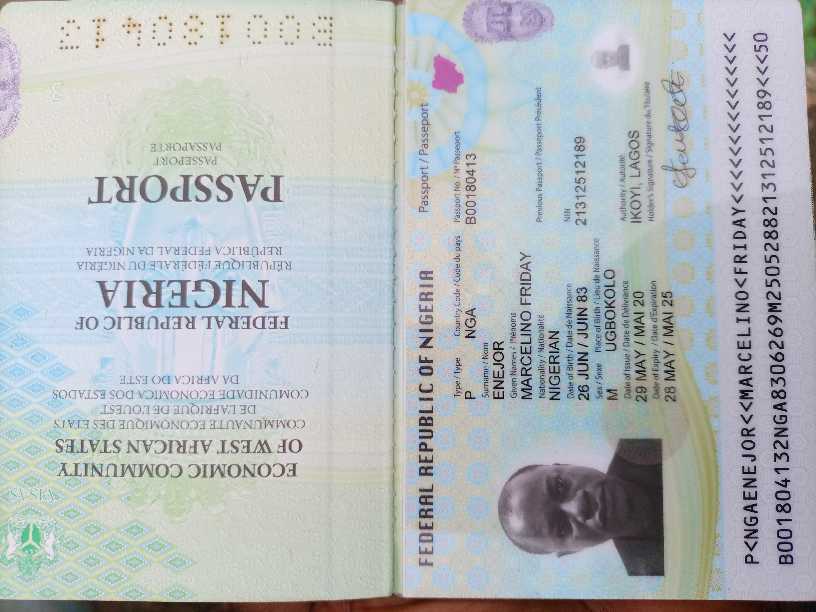 B00180413
PASSEPORT
PASSAPORTE
PASSPORT
REPÚBLICA FEDERAL DA NIGÉRIA
RÉPUBLIQUE FÉDÉRALE DU NIGÉRIA
NIGERIA
FEDERAL REPUBLIC OF
DA AFRICA DO ESTE
COMUNIDADE ECONOMICA DOS ESTADOS
DE L'AFRIQUE DE L'OUEST
COMMUNAUTE ECONOMIQUE DES ETATS
OF WEST AFRICAN STATES
ECONOMIC COMMUNITY
FEDERAL REPUBLIC OF NIGERIA
Passport / Passeport
Type / Type
P
Country Code / Code du pays
NGA
Passport No. / N° Passeport
B00180413
Surname / Nom
ENEJOR
Given Names / Prénoms
MARCELINO FRIDAY
Previous Passport / Passeport Précédent
Nationality / Nationalité
NIGERIAN
Date of Birth / Date de Naissance
26 JUN / JUIN 83
NIN
21312512189
Sex / Sexe
M
Place of Birth / Lieu de Naissance
UGBOKOLO
Date of Issue / Date de Délivrance
29 MAY / MAI 20
Authority / Autorité
IKOYI, LAGOS
Date of Expiry / Date d'Expiration
28 MAY / MAI 25
Holder's Signature / Signature du Titulaire
P<NGAENEJOR<<MARCELINO<FRIDAY<<<<<<<<<<<<<<<
B001804132NGA8306269M250528821312512189<<<50